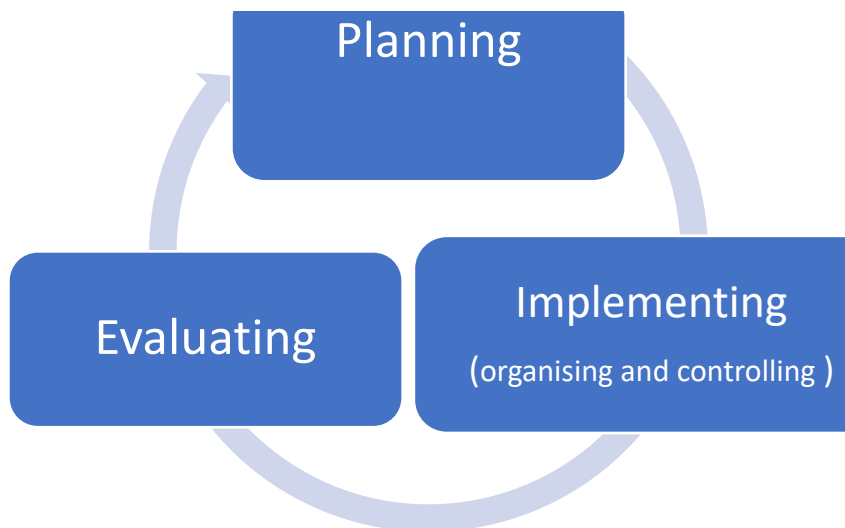 Planning
Implementing
(organising and controlling )
Evaluating